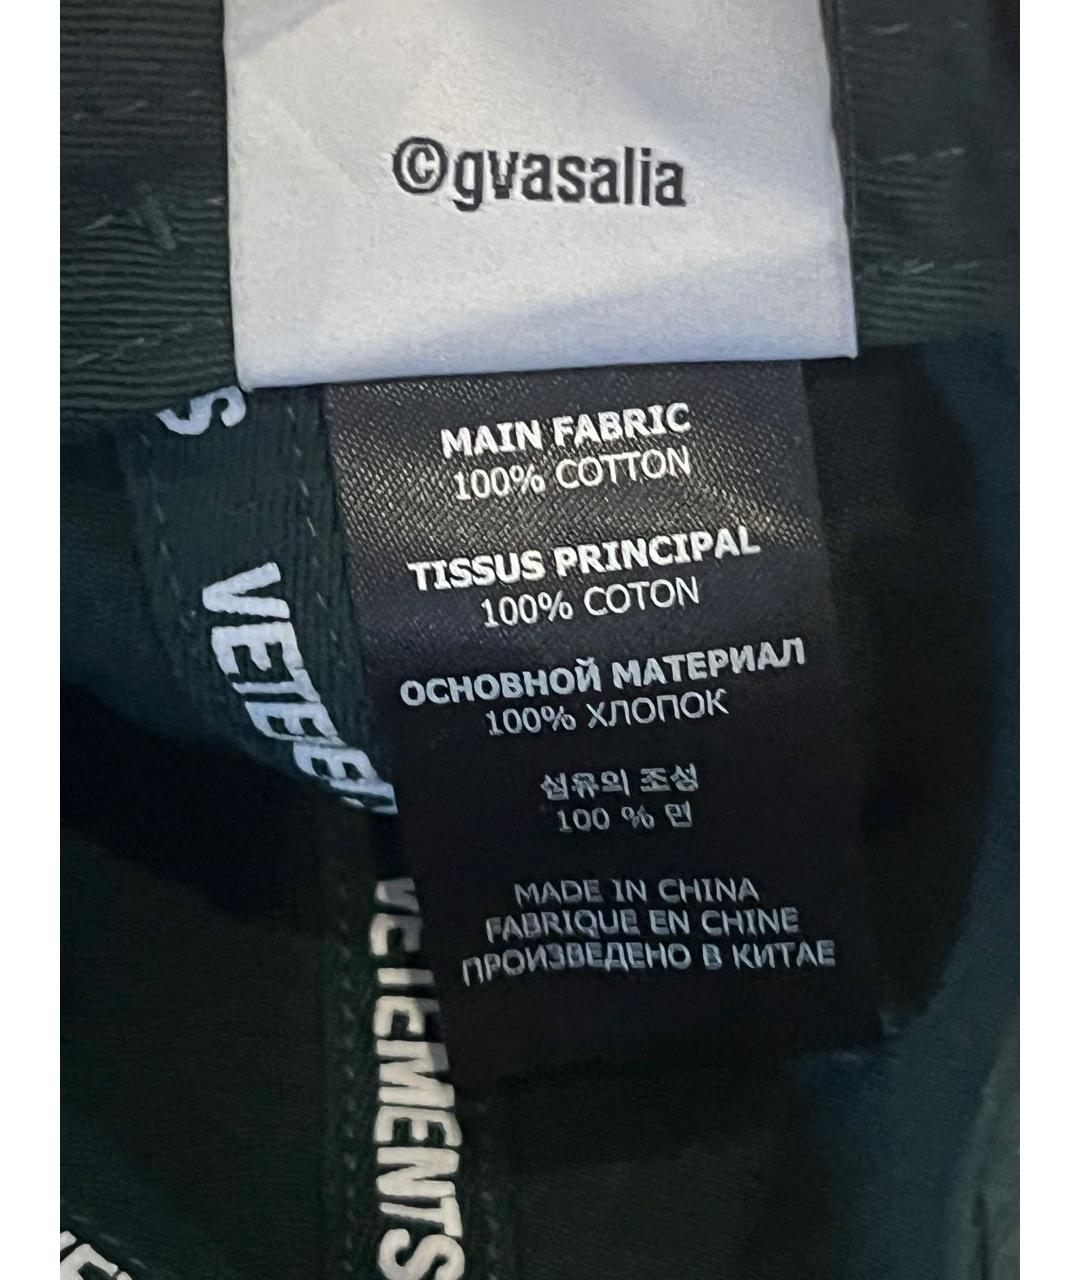 ©gvasalia
MAIN FABRIC
100% COTTON
TISSUS PRINCIPAL
100% COTON
ОСНОВНОЙ МАТЕРИАЛ
100% ХЛОПОК
섬유의 조성
100 % 면
MADE IN CHINA
FABRIQUE EN CHINE
ПРОИЗВЕДЕНО В КИТАЕ
VETEMENTS